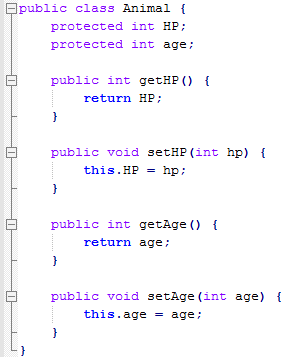 public class Animal {
    protected int HP;
    protected int age;

    public int getHP() {
        return HP;
    }

    public void setHP(int hp) {
        this.HP = hp;
    }

    public int getAge() {
        return age;
    }

    public void setAge(int age) {
        this.age = age;
    }
}